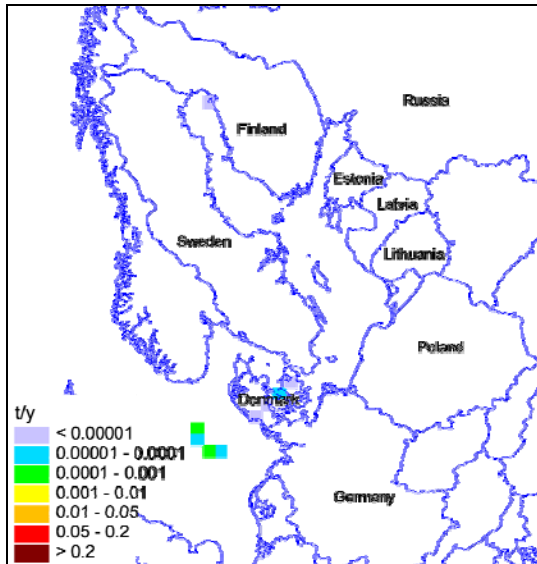 Russia
Finland
Estonia
Latvia
Sweden
Lithuania
Poland
Denmark
t/y
< 0.00001
0.00001 - 0.0001
0.0001 - 0.001
0.001 - 0.01
0.01 - 0.05
0.05 - 0.2
> 0.2
Germany